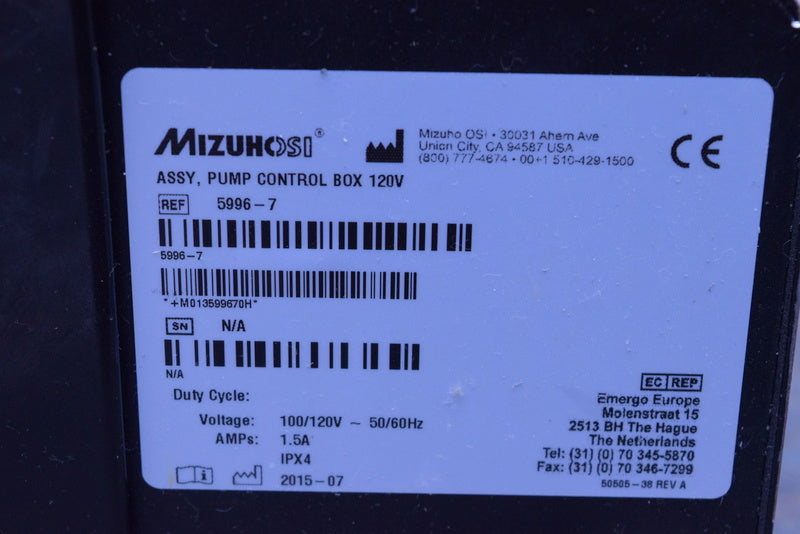 MIZUHOSI®
Mizuho OSI • 30031 Ahern Ave
Union City, CA 94587 USA
(800) 777-4674 • 00+1 510-429-1500
CE
ASSY, PUMP CONTROL BOX 120V
REF 5996-7
5996-7
*+M013599670H*
SN N/A
N/A
Duty Cycle:
Voltage: 100/120V ~ 50/60Hz
AMPs: 1.5A
IPX4
2015-07
EC REP
Emergo Europe
Molenstraat 15
2513 BH The Hague
The Netherlands
Tel: (31) (0) 70 345-5870
Fax: (31) (0) 70 346-7299
50505-38 REV A